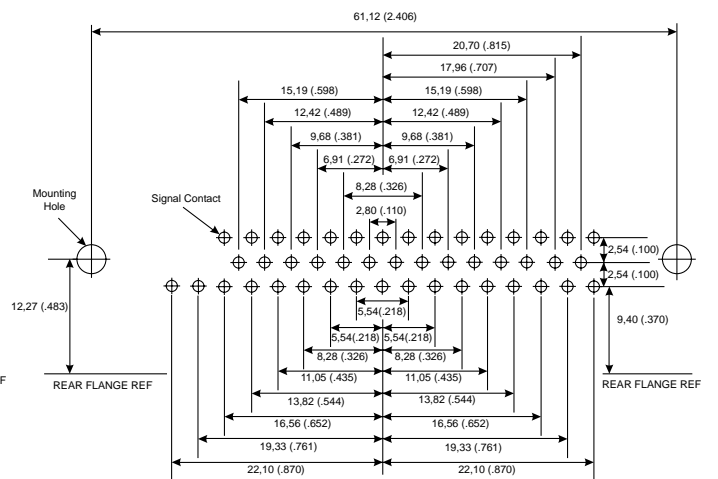 61,12 (2.406)
20,70 (.815)
17,96 (.707)
15,19 (.598) 15,19 (.598)
12,42 (.489) 12,42 (.489)
9,68 (.381) 9,68 (.381)
6,91 (.272) 6,91 (.272)
8,28 (.326)
2,80 (.110)
Mounting
Hole
Signal Contact
2,54 (.100)
2,54 (.100)
12,27 (.483)
9,40 (.370)
5,54(.218)
5,54(.218) 5,54(.218)
8,28 (.326) 8,28 (.326)
F REAR FLANGE REF REAR FLANGE REF
11,05 (.435) 11,05 (.435)
13,82 (.544) 13,82 (.544)
16,56 (.652) 16,56 (.652)
19,33 (.761) 19,33 (.761)
22,10 (.870) 22,10 (.870)